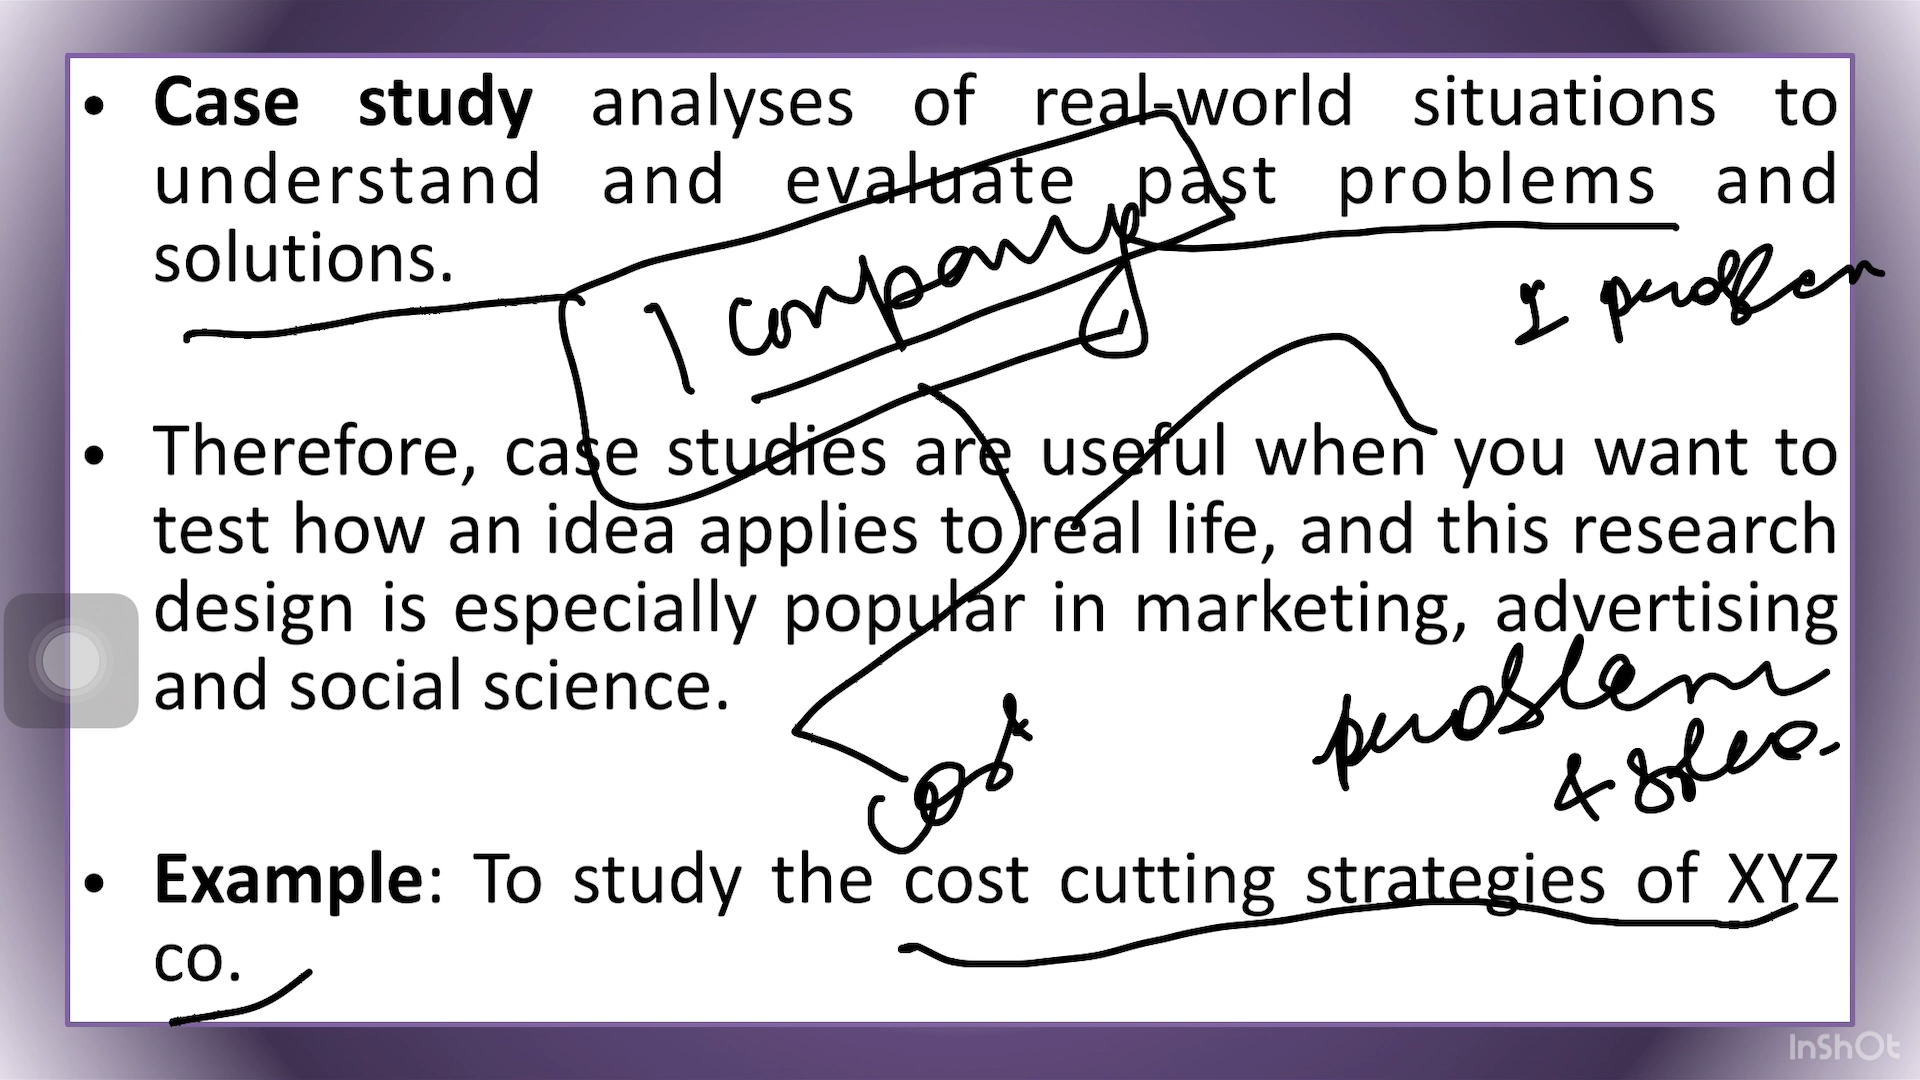 • Case study analyses of real-world situations to
understand and evaluate past problems and
solutions.
1 company
1 problem
• Therefore, case studies are useful when you want to
test how an idea applies to real life, and this research
design is especially popular in marketing, advertising
and social science.
problem
cost
• Example: To study the cost cutting strategies of XYZ
co.
InShOt